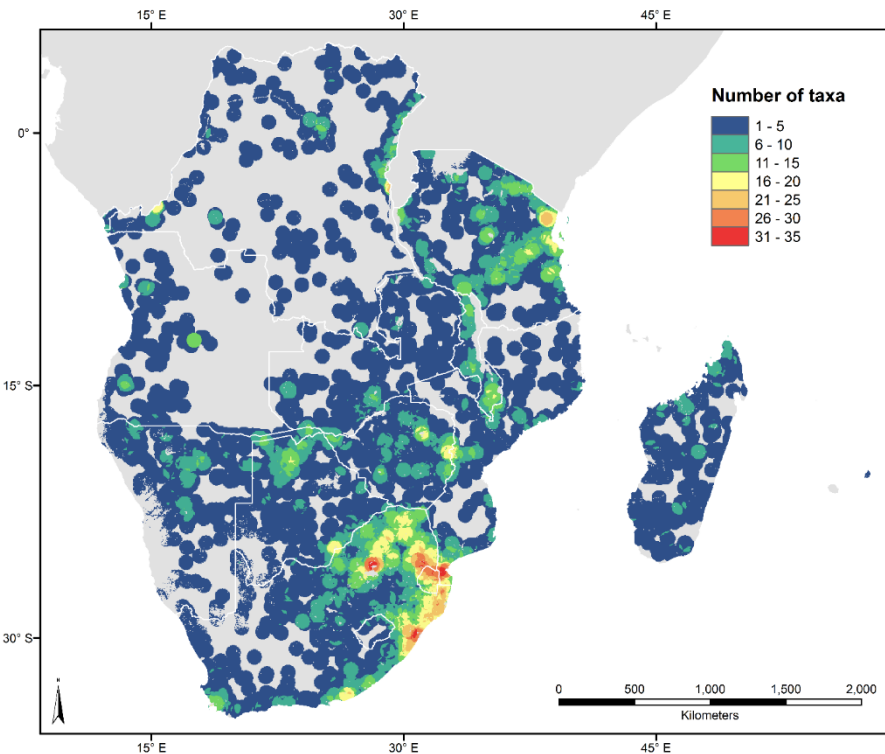 15° E 30° E 45° E
Number of taxa
1 - 5
6 - 10
11 - 15
16 - 20
21 - 25
26 - 30
31 - 35
0°
15° S
30° S
N
0 500 1,000 1,500 2,000
Kilometers
15° E 30° E 45° E